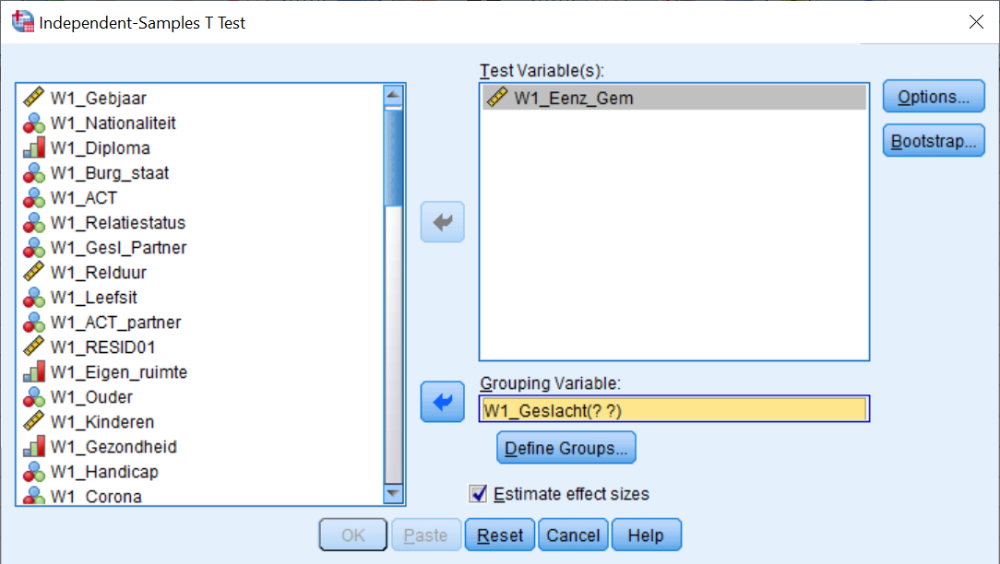 Independent-Samples T Test
Test Variable(s):
W1_Gebjaar
W1_Nationaliteit
W1_Diploma
W1_Burg_staat
W1_ACT
W1_Relatiestatus
W1_Gesl_Partner
W1_Relduur
W1_Leefsit
W1_ACT_partner
W1_RESID01
W1_Eigen_ruimte
W1_Ouder
W1_Kinderen
W1_Gezondheid
W1_Handicap
W1_Corona
W1_Eenz_Gem
Options...
Bootstrap...
Grouping Variable:
W1_Geslacht(? ?)
Define Groups...
Estimate effect sizes
OK Paste Reset Cancel Help